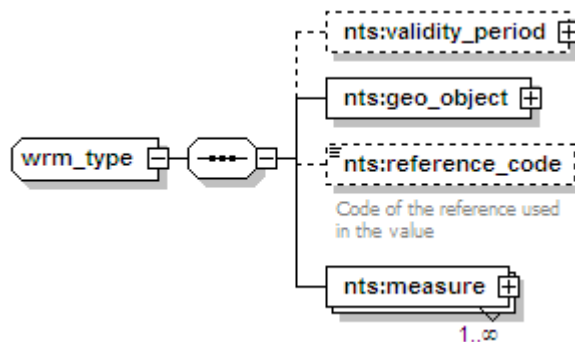 nts:validity_period
nts:geo_object
wrm_type
nts:reference_code
Code of the reference used
in the value
nts:measure
1..∞